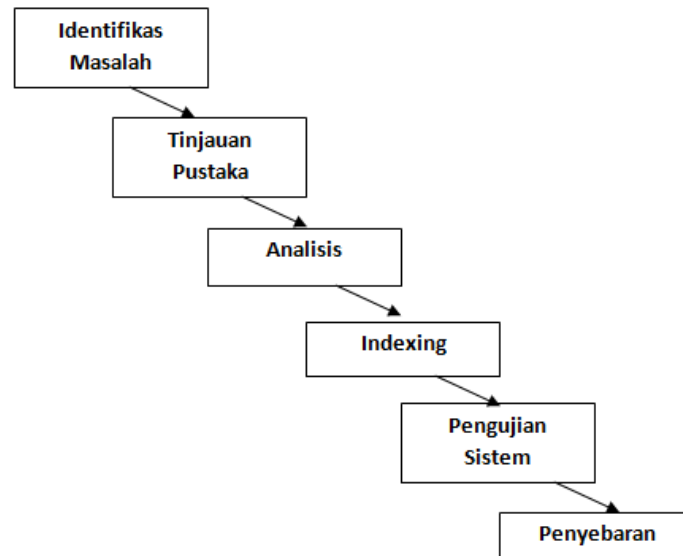 Identifikas
Masalah
Tinjauan
Pustaka
Analisis
Indexing
Pengujian
Sistem
Penyebaran